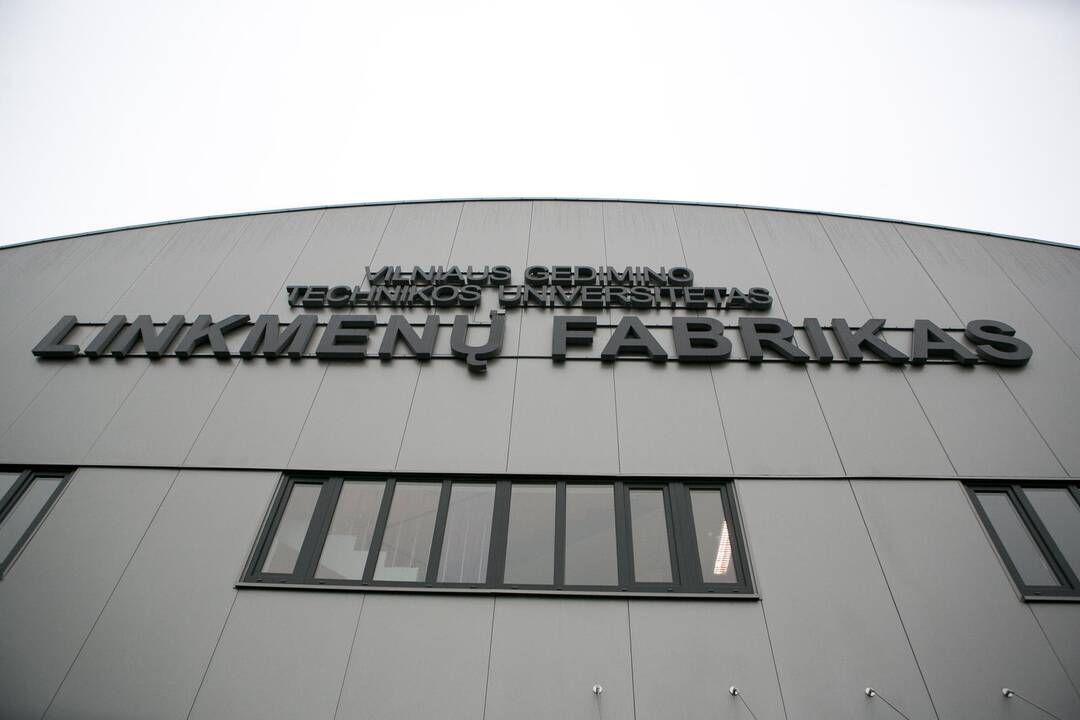 VILNIAUS GEDIMINO
TECHNIKOS UNIVERSITETAS
LINKMENŲ FABRIKAS